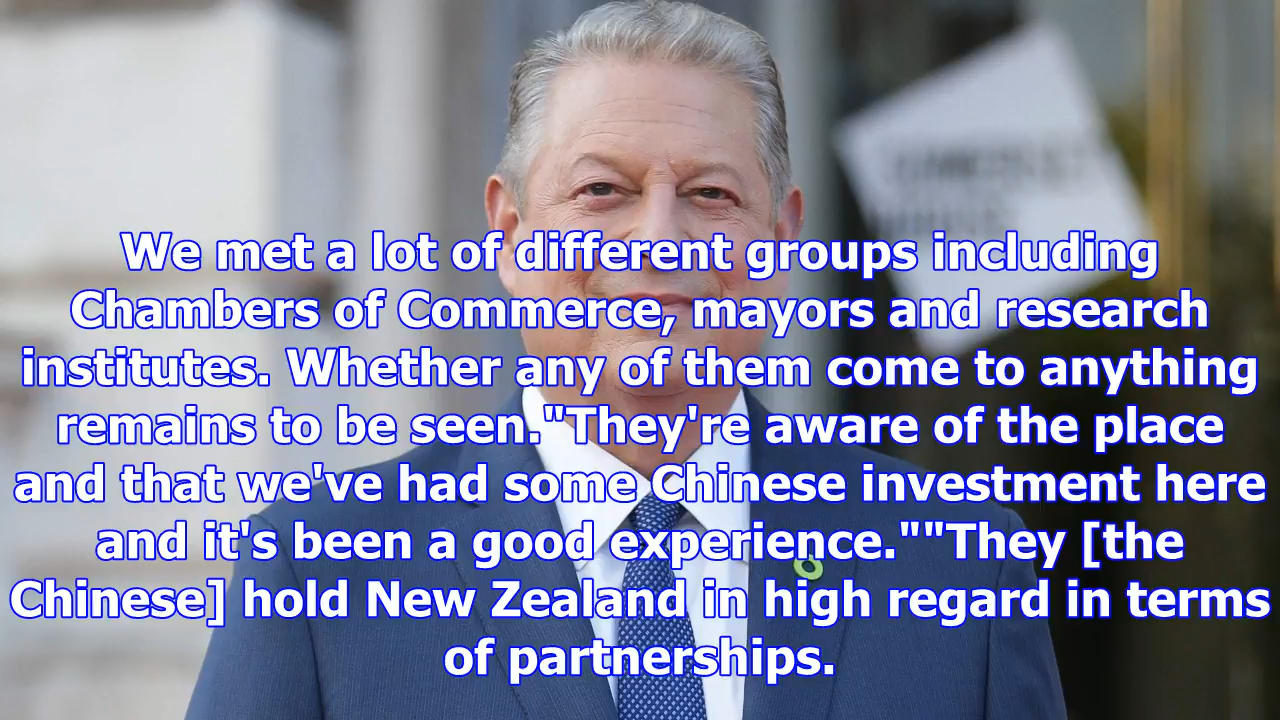 We met a lot of different groups including
Chambers of Commerce, mayors and research
institutes. Whether any of them come to anything
remains to be seen."They're aware of the place
and that we've had some Chinese investment here
and it's been a good experience.""They [the
Chinese] hold New Zealand in high regard in terms
of partnerships.